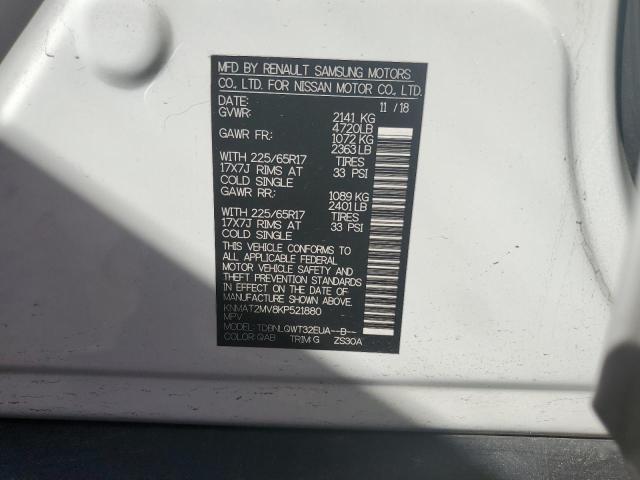 MFD BY RENAULT SAMSUNG MOTORS
CO., LTD. FOR NISSAN MOTOR CO., LTD.
DATE: 11 / 18
GVWR: 2141 KG
4720LB
GAWR FR: 1072 KG
2363 LB
WITH 225/65R17 TIRES
17X7J RIMS AT 33 PSI
COLD SINGLE
GAWR RR: 1089 KG
2401 LB
WITH 225/65R17 TIRES
17X7J RIMS AT 33 PSI
COLD SINGLE
THIS VEHICLE CONFORMS TO
ALL APPLICABLE FEDERAL
MOTOR VEHICLE SAFETY AND
THEFT PREVENTION STANDARDS
IN EFFECT ON THE DATE OF
MANUFACTURE SHOWN ABOVE.
KNMAT2MV8KP521880
MPV
MODEL: TDBNLQWT32EUA--B--
COLOR:QAB TRIM:G ZS30A